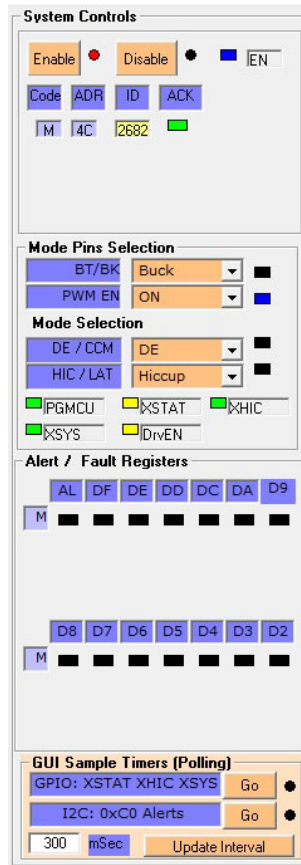 System Controls
Enable Disable EN
Code ADR ID ACK
M 4C 2682
Mode Pins Selection
BT/BK Buck
PWM EN ON
Mode Selection
DE / CCM DE
HIC / LAT Hiccup
PGMCU XSTAT XHIC
XSYS DrvEN
Alert / Fault Registers
AL DF DE DD DC DA D9
M
D8 D7 D6 D5 D4 D3 D2
M
GUI Sample Timers (Polling)
GPIO: XSTAT XHIC XSYS Go
I2C: 0xC0 Alerts Go
300 mSec Update Interval